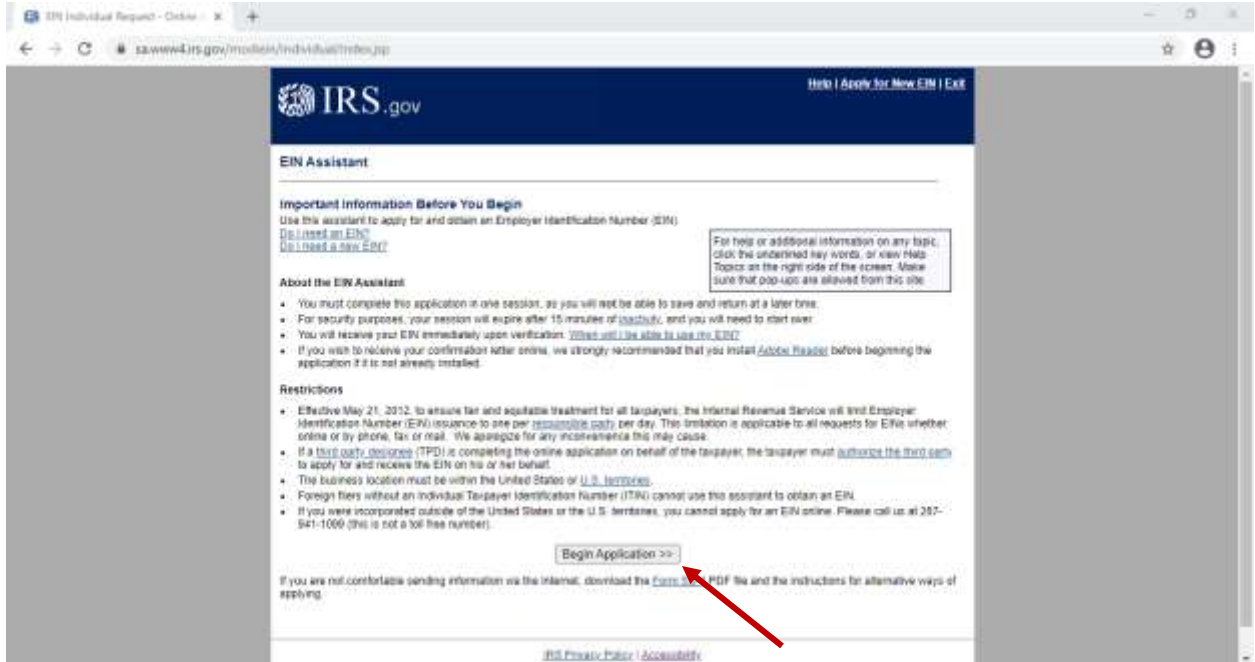 EIN Individual Request - Online
sa.www4.irs.gov/modiein/individual/index.jsp
IRS.gov
Help | Apply for New EIN | Exit
EIN Assistant
Important Information Before You Begin
Use this assistant to apply for and obtain an Employer Identification Number (EIN).
Do I need an EIN?
Do I need a new EIN?
For help or additional information on any topic,
click the underlined key words, or view Help
Topics on the right side of the screen. Make
sure that pop-ups are allowed from this site.
About the EIN Assistant
• You must complete this application in one session, as you will not be able to save and return at a later time.
• For security purposes, your session will expire after 15 minutes of inactivity, and you will need to start over.
• You will receive your EIN immediately upon verification. When will I be able to use my EIN?
• If you wish to receive your confirmation letter online, we strongly recommended that you install Adobe Reader before beginning the
application if it is not already installed.
Restrictions
• Effective May 21, 2012, to ensure fair and equitable treatment for all taxpayers, the Internal Revenue Service will limit Employer
Identification Number (EIN) issuance to one per responsible party per day. This limitation is applicable to all requests for EINs whether
online or by phone, fax or mail. We apologize for any inconvenience this may cause.
• If a third party designee (TPD) is completing the online application on behalf of the taxpayer, the taxpayer must authorize the third party
to apply for and receive the EIN on his or her behalf.
• The business location must be within the United States or U.S. territories.
• Foreign filers without an Individual Taxpayer Identification Number (ITIN) cannot use this assistant to obtain an EIN.
• If you were incorporated outside of the United States or the U.S. territories, you cannot apply for an EIN online. Please call us at 267-
941-1099 (this is not a toll free number).
Begin Application >>
If you are not comfortable sending information via the Internet, download the Form PDF file and the instructions for alternative ways of
applying.
IRS Privacy Policy | Accessibility